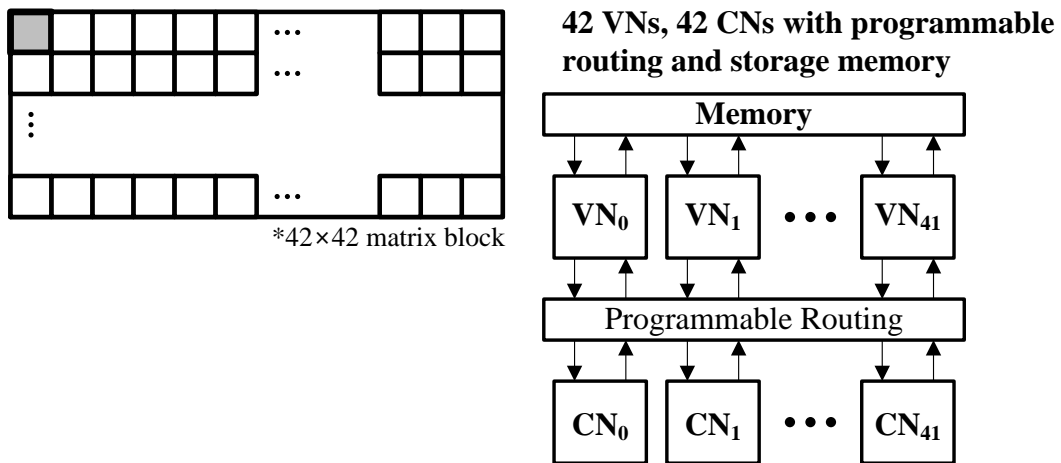 ...
...
⋮
...
*42×42 matrix block
42 VNs, 42 CNs with programmable
routing and storage memory
Memory
VN₀ VN₁ ••• VN₄₁
Programmable Routing
CN₀ CN₁ ••• CN₄₁